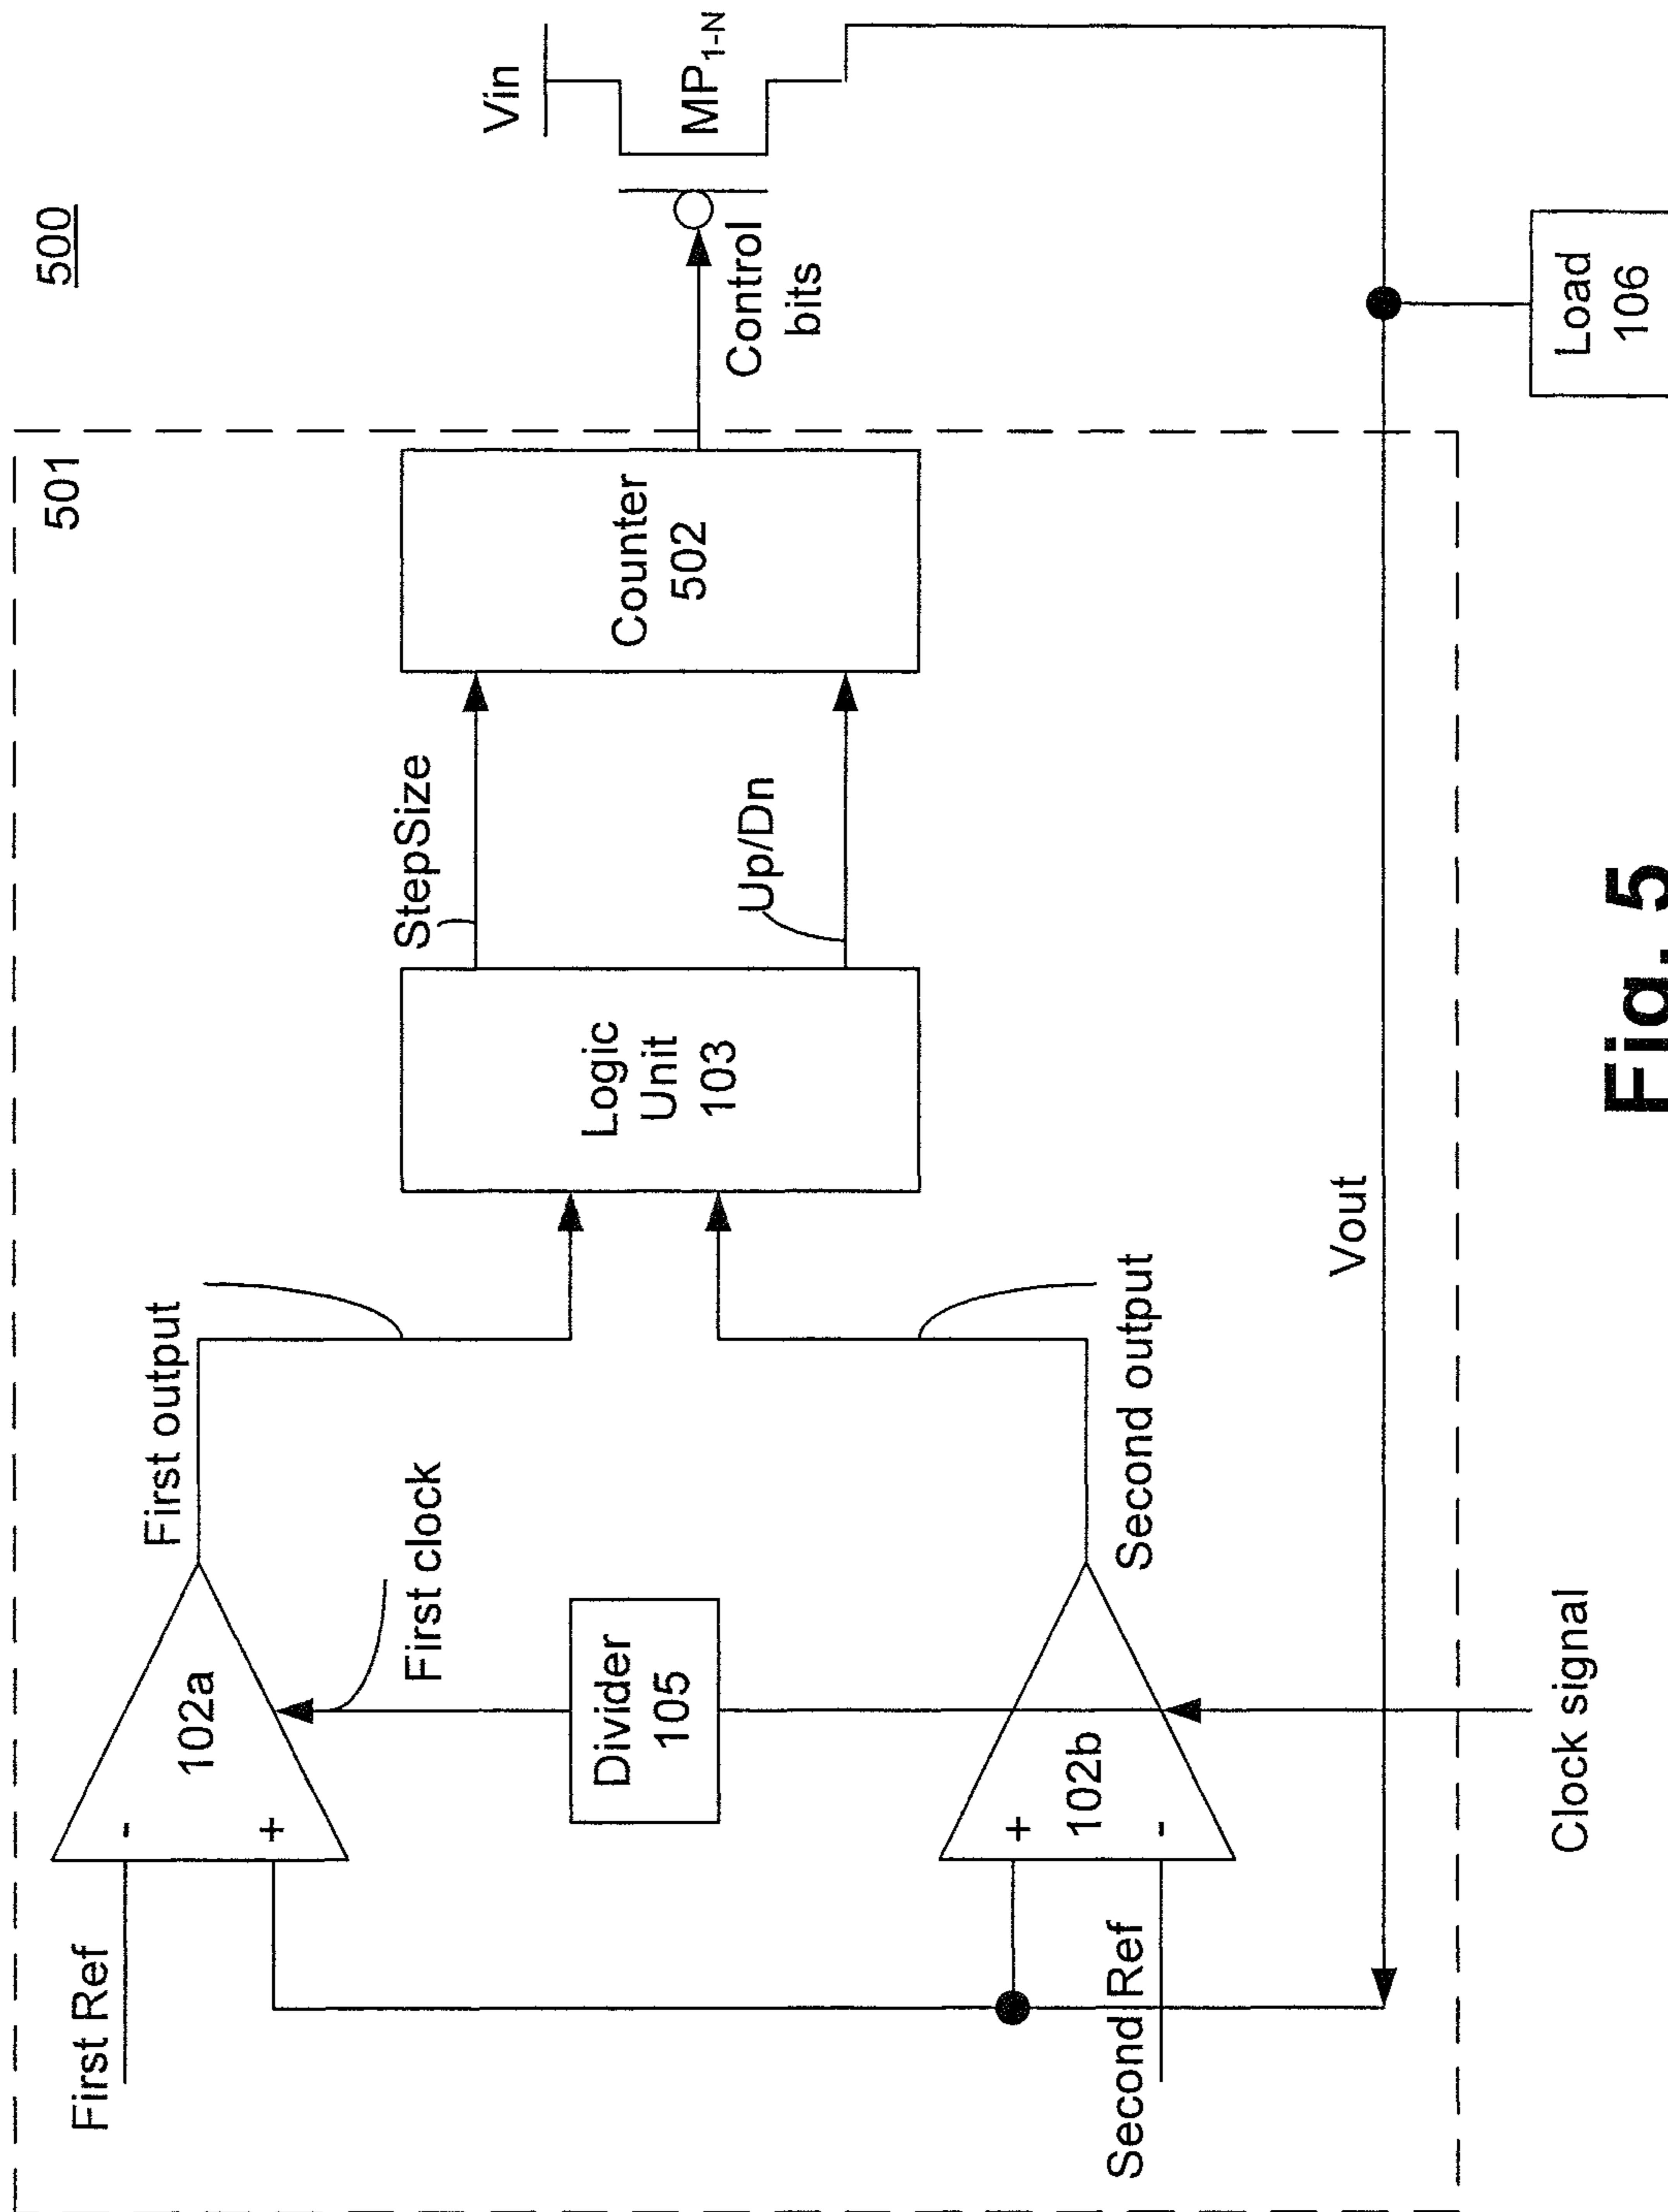 500
501
First Ref
-
+
102a
First output
First clock
Divider
105
Second Ref
+
-
102b
Second output
Clock signal
Logic
Unit
103
StepSize
Up/Dn
Counter
502
Control
bits
Vin
MP1-N
Vout
Load
106
Fig. 5